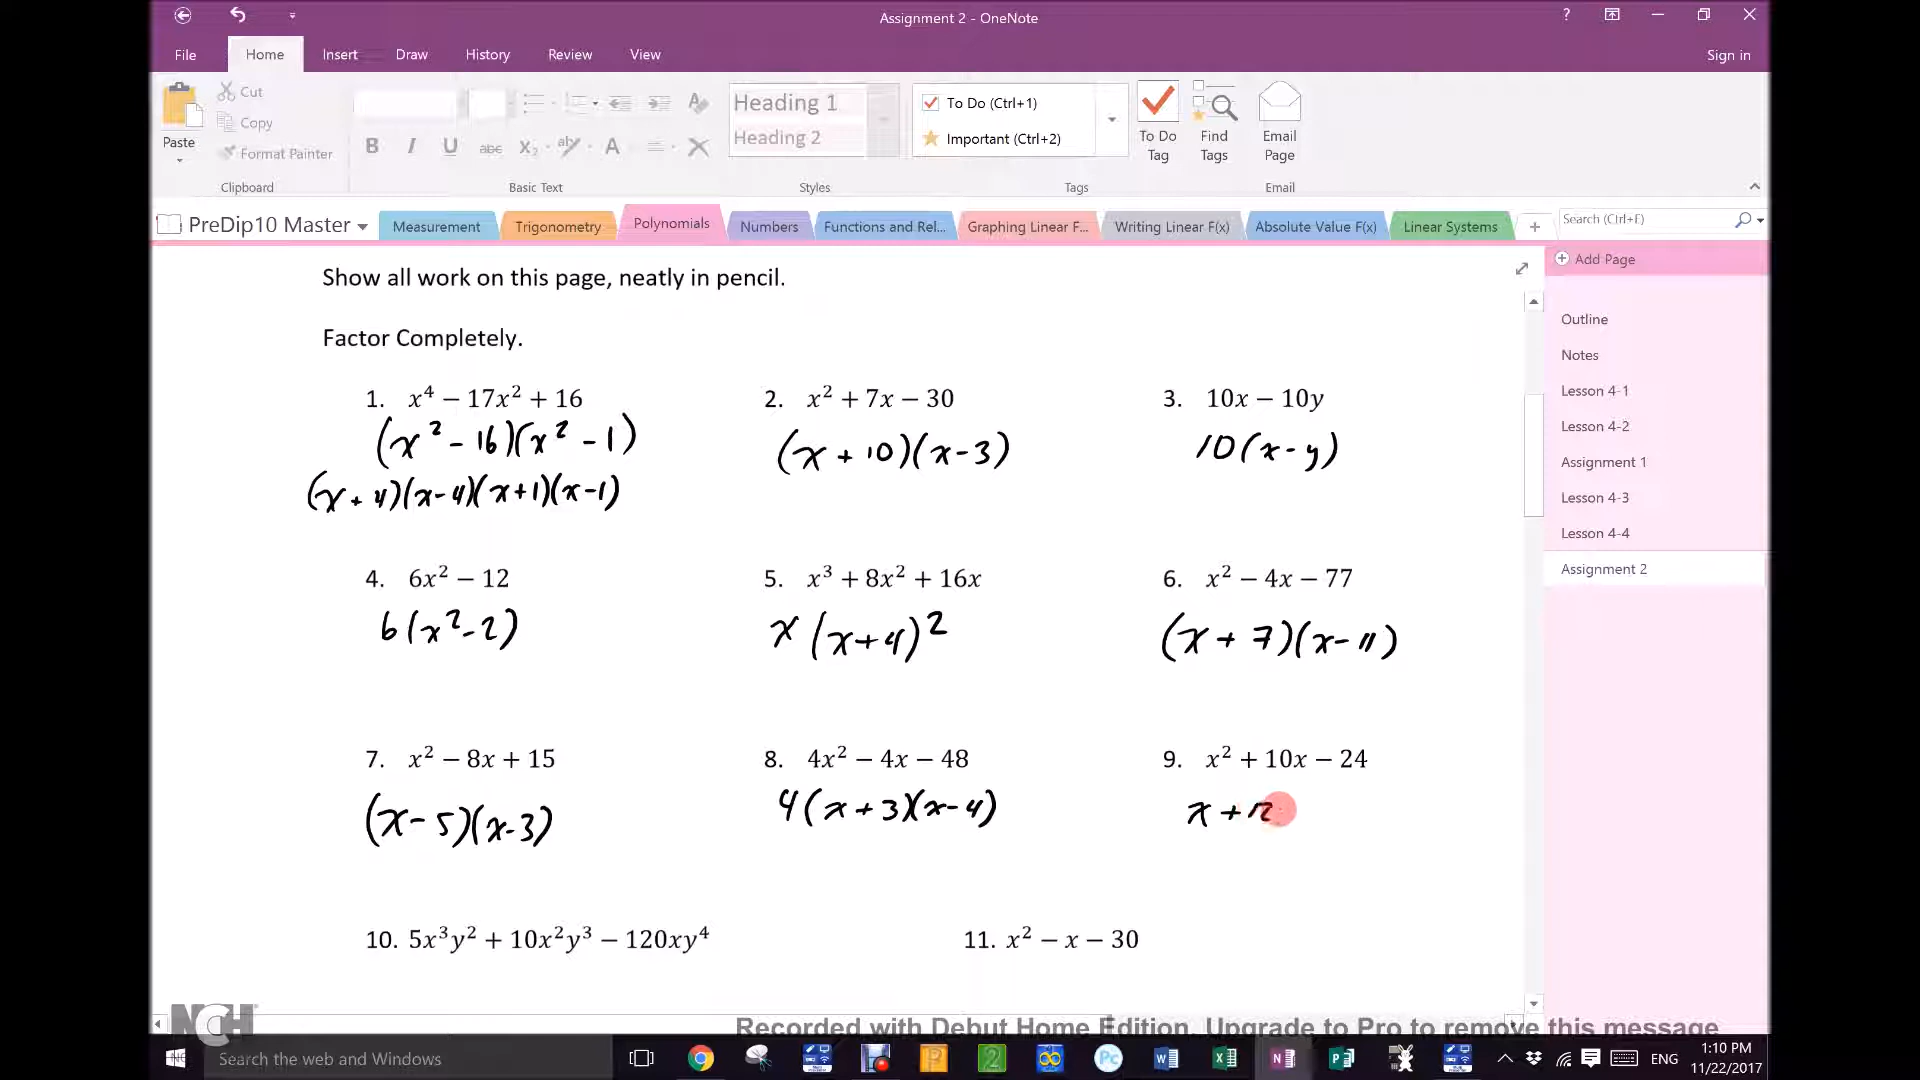 Assignment 2 - OneNote
?
File Home Insert Draw History Review View
Sign in
Paste
Cut
Copy
Format Painter
Clipboard
B I U abc X₂ ab A
Basic Text
Heading 1
Heading 2
Styles
To Do (Ctrl+1)
Important (Ctrl+2)
To Do Tag
Find Tags
Tags
Email Page
Email
PreDip10 Master
Measurement Trigonometry Polynomials Numbers Functions and Rel... Graphing Linear F... Writing Linear F(x) Absolute Value F(x) Linear Systems +
Search (Ctrl+E)
Show all work on this page, neatly in pencil.
Factor Completely.
1. x⁴ − 17x² + 16
(x² - 16)(x² - 1)
(x + 4)(x - 4)(x + 1)(x - 1)
2. x² + 7x − 30
(x + 10)(x - 3)
3. 10x − 10y
10(x - y)
4. 6x² − 12
6(x² - 2)
5. x³ + 8x² + 16x
x(x + 4)²
6. x² − 4x − 77
(x + 7)(x - 11)
7. x² − 8x + 15
(x - 5)(x - 3)
8. 4x² − 4x − 48
4(x + 3)(x - 4)
9. x² + 10x − 24
x + 12
10. 5x³y² + 10x²y³ − 120xy⁴
11. x² − x − 30
Add Page
Outline
Notes
Lesson 4-1
Lesson 4-2
Assignment 1
Lesson 4-3
Lesson 4-4
Assignment 2
NCH
Recorded with Debut Home Edition. Upgrade to Pro to remove this message
Search the web and Windows
ENG
1:10 PM
11/22/2017